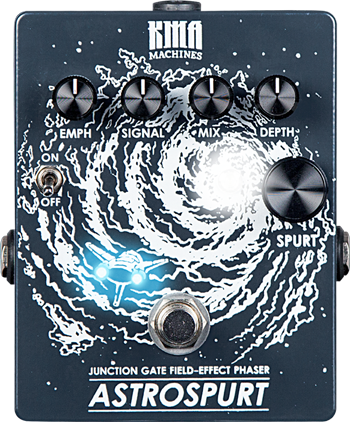 KMA
MACHINES
EMPH SIGNAL MIX DEPTH
ON
OFF
SPURT
JUNCTION GATE FIELD-EFFECT PHASER
ASTROSPURT